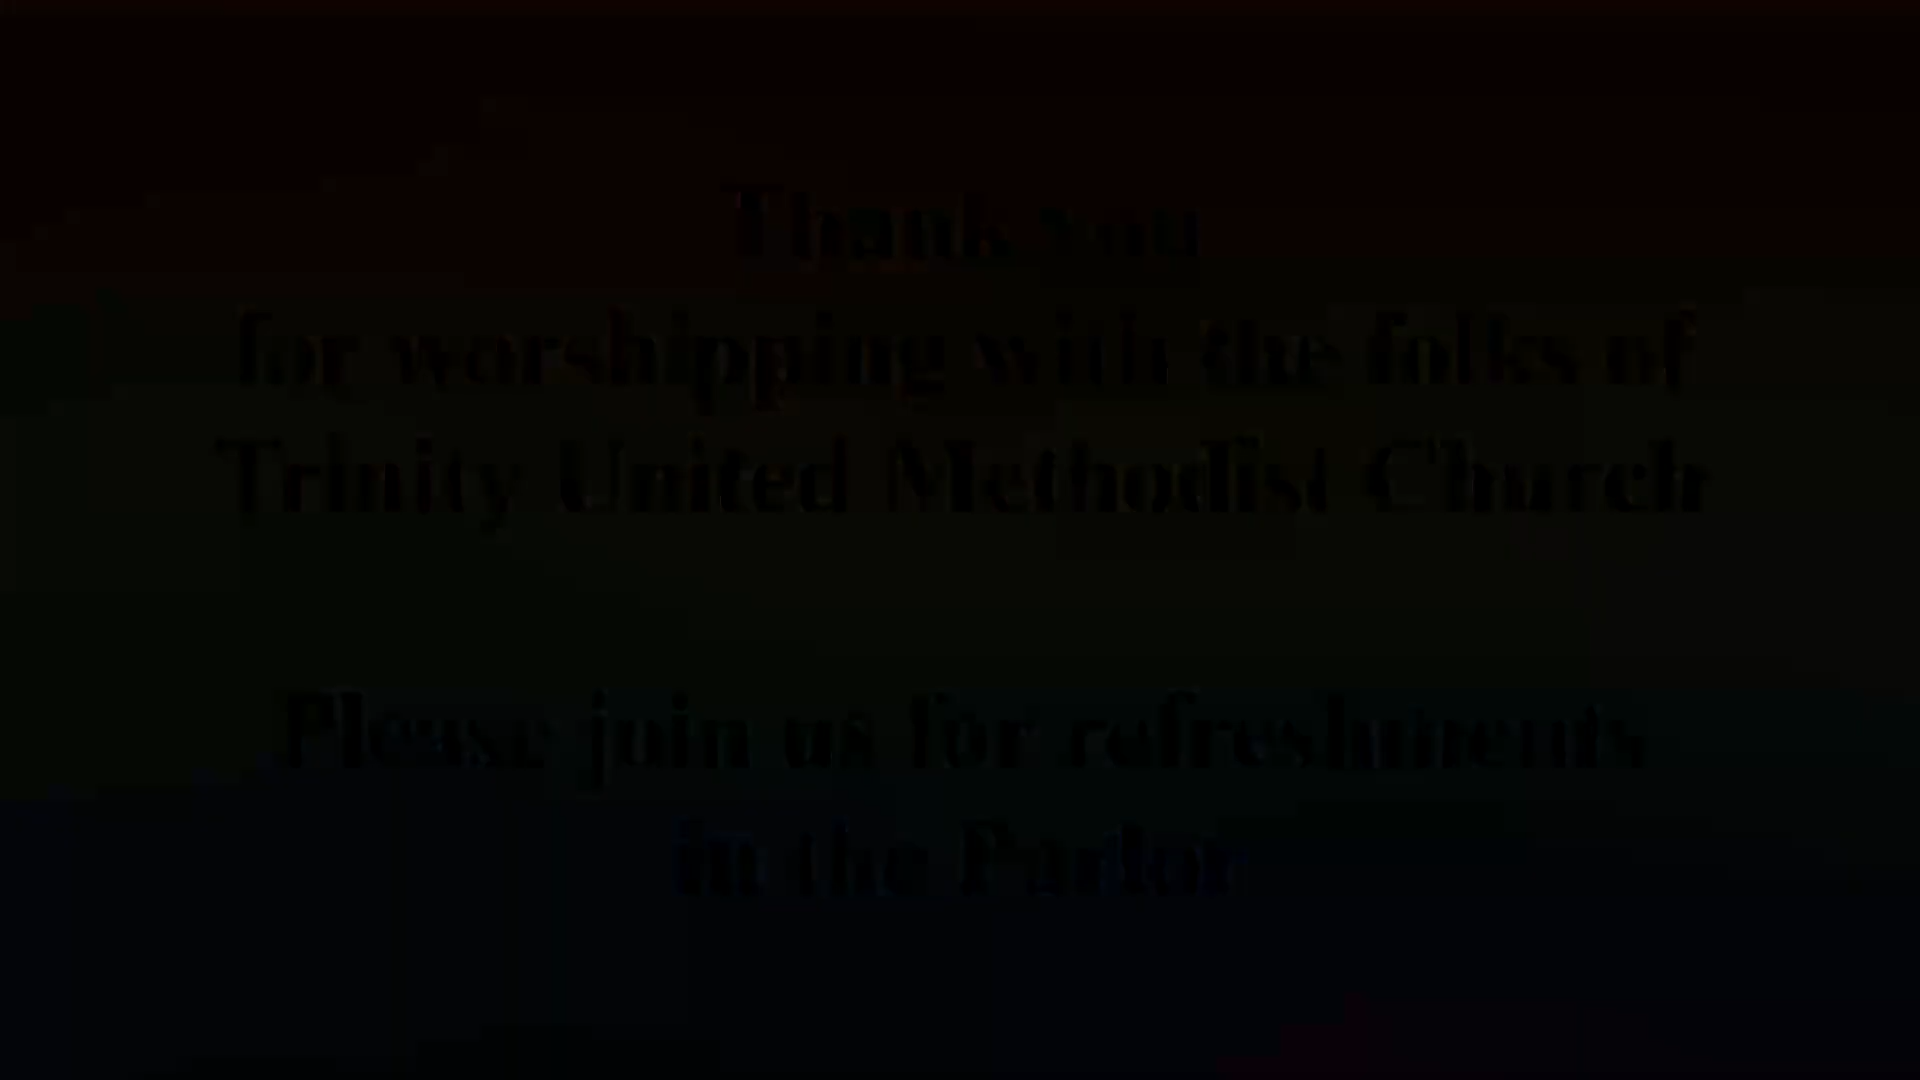 Thank you
for worshipping with the folks of
Trinity United Methodist Church
Please join us for refreshments
in the Parlor